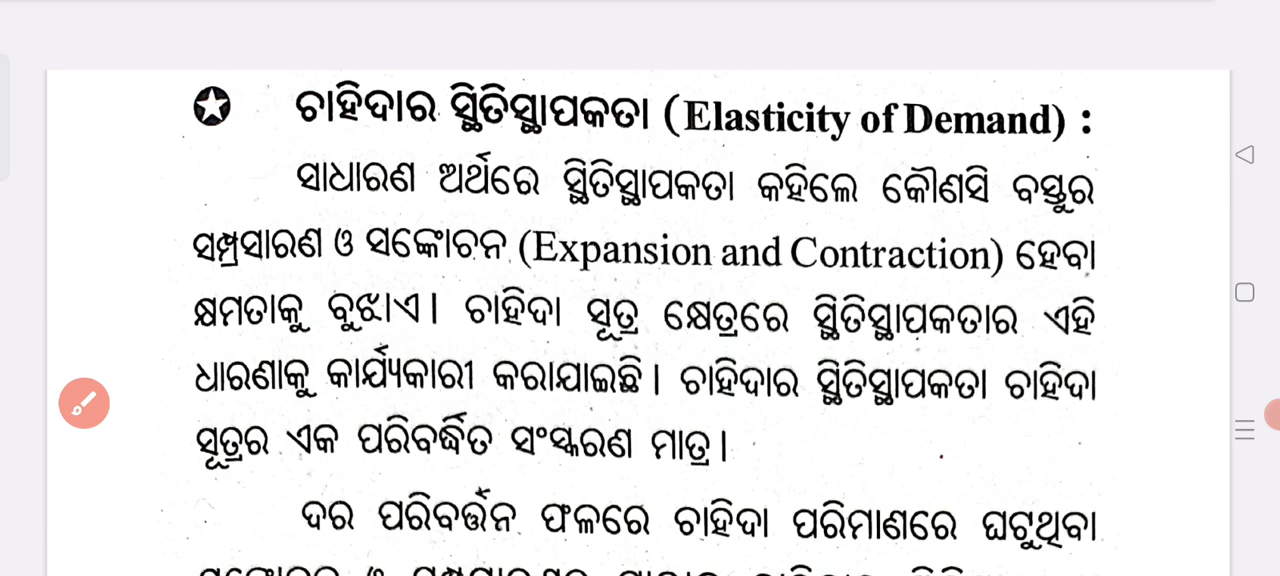 ଚାହିଦାର ସ୍ଥିତିସ୍ଥାପକତା (Elasticity of Demand) :
ସାଧାରଣ ଅର୍ଥରେ ସ୍ଥିତିସ୍ଥାପକତା କହିଲେ କୌଣସି ବସ୍ତୁର
ସମ୍ପ୍ରସାରଣ ଓ ସଙ୍କୋଚନ (Expansion and Contraction) ହେବା
କ୍ଷମତାକୁ ବୁଝାଏ। ଚାହିଦା ସୂତ୍ର କ୍ଷେତ୍ରରେ ସ୍ଥିତିସ୍ଥାପକତାର ଏହି
ଧାରଣାକୁ କାର୍ଯ୍ୟକାରୀ କରାଯାଇଛି। ଚାହିଦାର ସ୍ଥିତିସ୍ଥାପକତା ଚାହିଦା
ସୂତ୍ରର ଏକ ପରିବର୍ଦ୍ଧିତ ସଂସ୍କରଣ ମାତ୍ର।
ଦର ପରିବର୍ତ୍ତନ ଫଳରେ ଚାହିଦା ପରିମାଣରେ ଘଟୁଥିବା